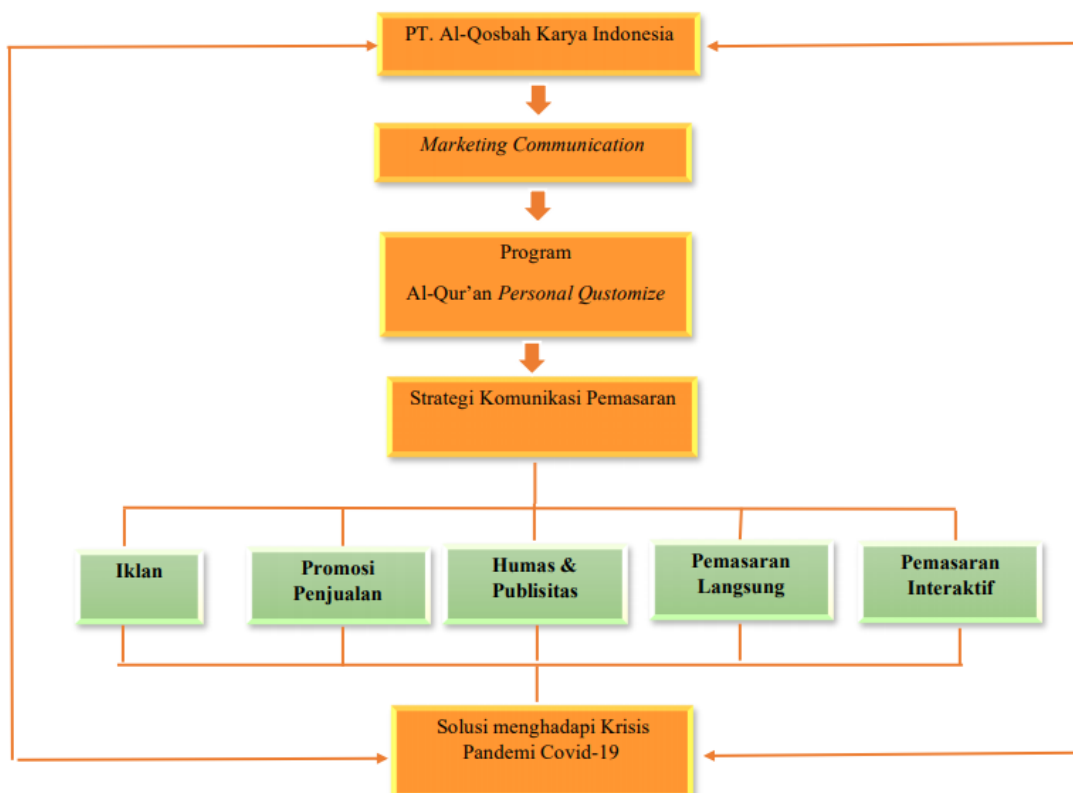 PT. Al-Qosbah Karya Indonesia
Marketing Communication
Program
Al-Qur’an Personal Qustomize
Strategi Komunikasi Pemasaran
Iklan
Promosi
Penjualan
Humas &
Publisitas
Pemasaran
Langsung
Pemasaran
Interaktif
Solusi menghadapi Krisis
Pandemi Covid-19